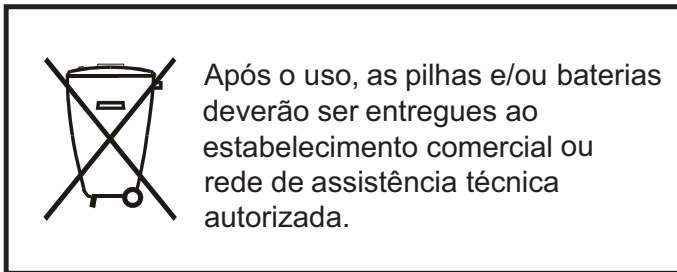 Após o uso, as pilhas e/ou baterias
deverão ser entregues ao
estabelecimento comercial ou
rede de assistência técnica
autorizada.